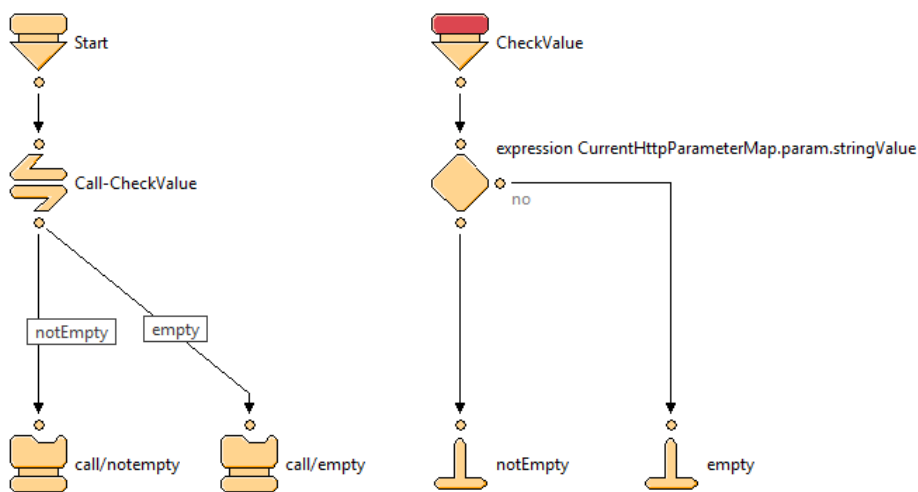 Start
CheckValue
expression CurrentHttpParameterMap.param.stringValue
Call-CheckValue
no
notEmpty
empty
call/notempty
call/empty
notEmpty
empty